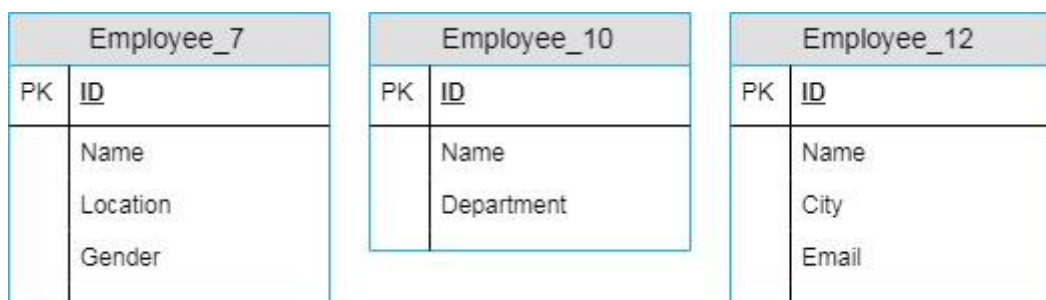 Employee_7
PK ID
Name
Location
Gender
Employee_10
PK ID
Name
Department
Employee_12
PK ID
Name
City
Email